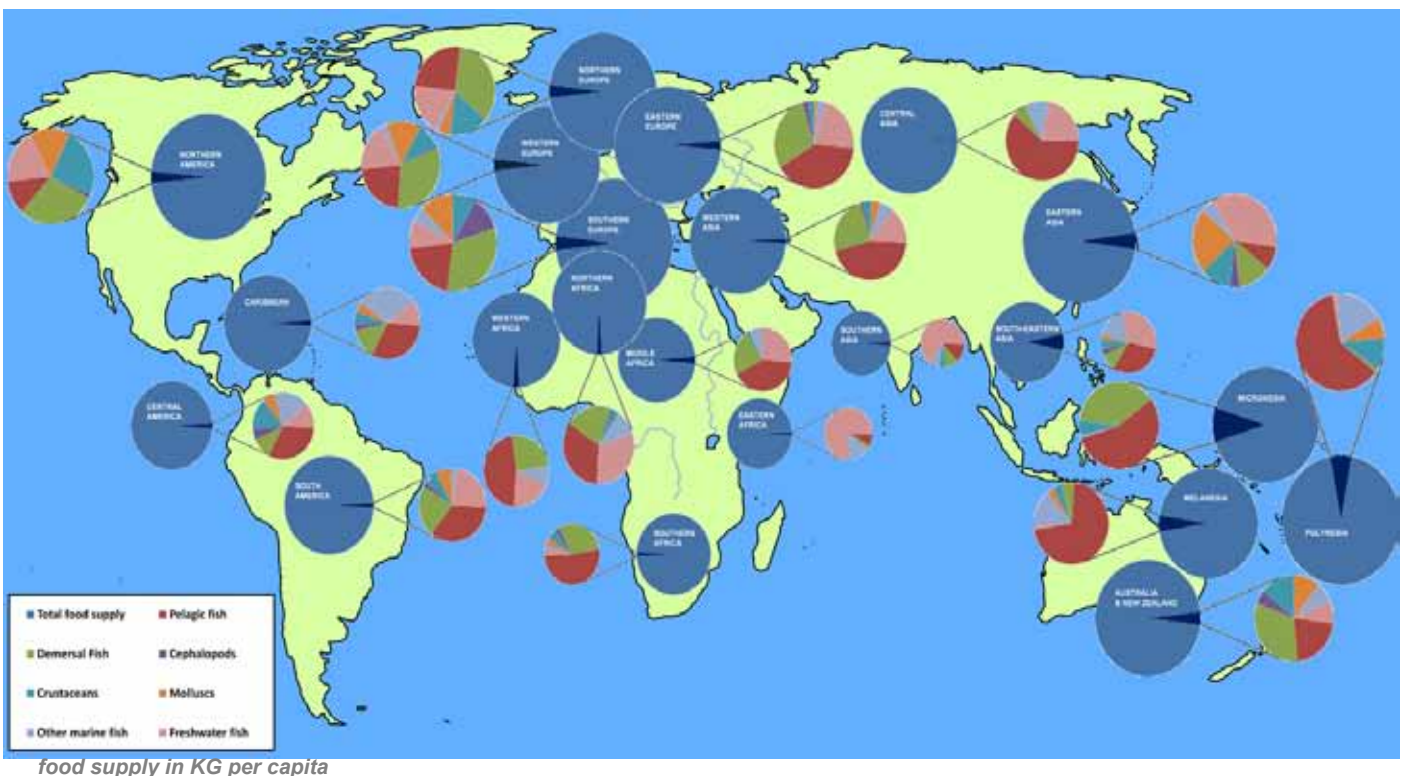 NORTHERN
EUROPE
EASTERN
EUROPE
CENTRAL
ASIA
NORTHERN
AMERICA
WESTERN
EUROPE
SOUTHERN
EUROPE
WESTERN
ASIA
EASTERN
ASIA
NORTHERN
AFRICA
CARIBBEAN
WESTERN
AFRICA
MIDDLE
AFRICA
SOUTHERN
ASIA
SOUTH-EASTERN
ASIA
CENTRAL
AMERICA
EASTERN
AFRICA
MICRONESIA
SOUTH
AMERICA
MELANESIA
SOUTHERN
AFRICA
POLYNESIA
AUSTRALIA
& NEW ZEALAND
Total food supply
Pelagic fish
Demersal Fish
Cephalopods
Crustaceans
Molluscs
Other marine fish
Freshwater fish
food supply in KG per capita